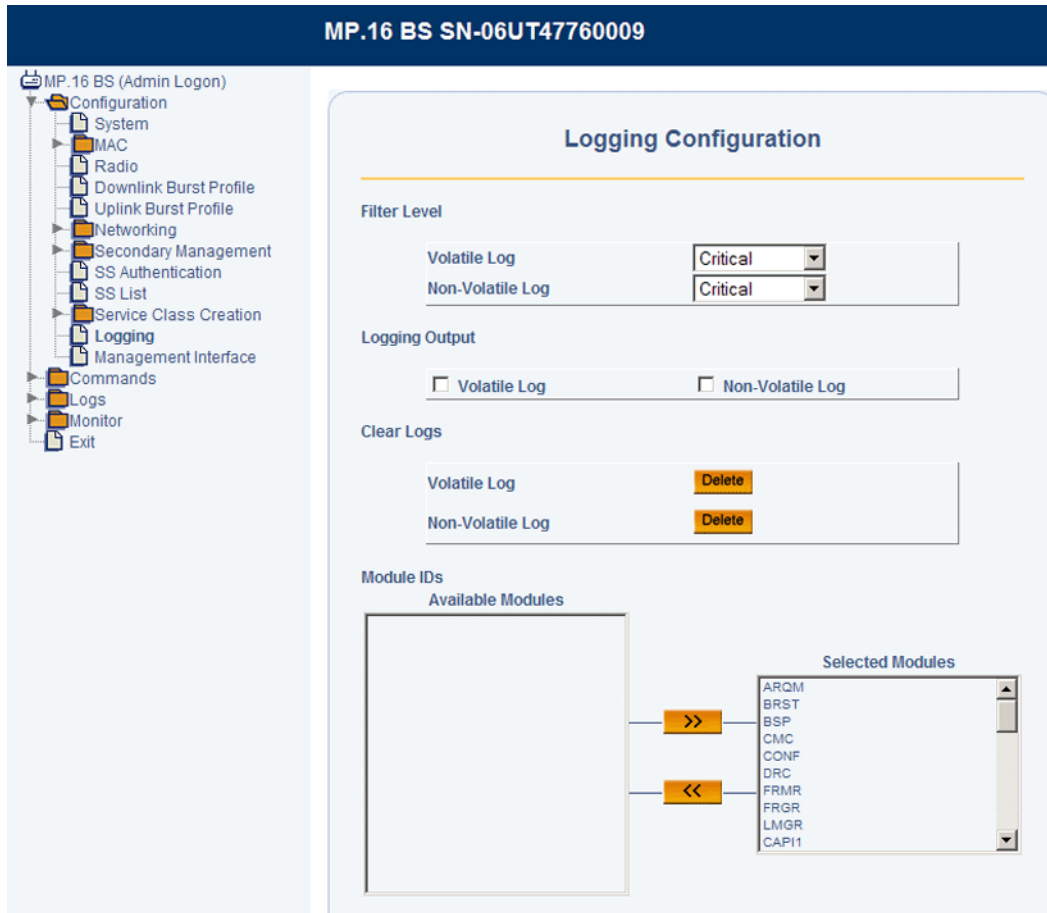 MP.16 BS SN-06UT47760009
MP.16 BS (Admin Logon)
Configuration
System
MAC
Radio
Downlink Burst Profile
Uplink Burst Profile
Networking
Secondary Management
SS Authentication
SS List
Service Class Creation
Logging
Management Interface
Commands
Logs
Monitor
Exit
Logging Configuration
Filter Level
Volatile Log Critical
Non-Volatile Log Critical
Logging Output
Volatile Log Non-Volatile Log
Clear Logs
Volatile Log Delete
Non-Volatile Log Delete
Module IDs
Available Modules
>>
<<
Selected Modules
ARQM
BRST
BSP
CMC
CONF
DRC
FRMR
FRGR
LMGR
CAPI1